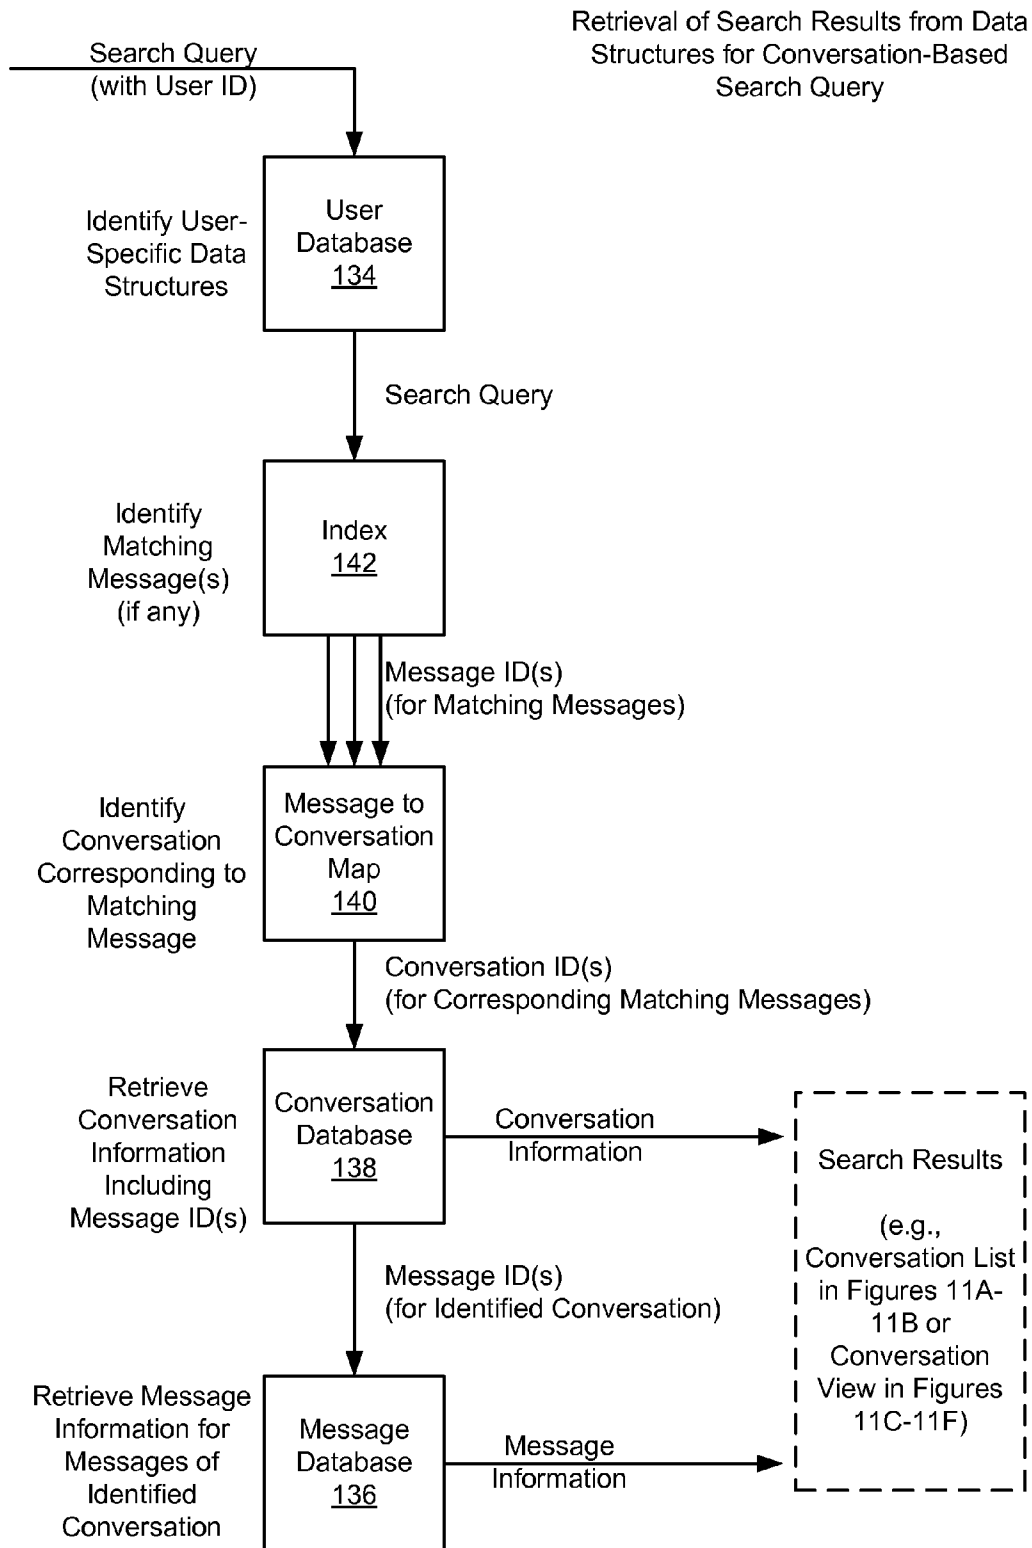 Retrieval of Search Results from Data
Structures for Conversation-Based
Search Query
Search Query
(with User ID)
Identify User-
Specific Data
Structures
User
Database
134
Search Query
Identify
Matching
Message(s)
(if any)
Index
142
Message ID(s)
(for Matching Messages)
Identify
Conversation
Corresponding to
Matching
Message
Message to
Conversation
Map
140
Conversation ID(s)
(for Corresponding Matching Messages)
Retrieve
Conversation
Information
Including
Message ID(s)
Conversation
Database
138
Conversation
Information
Message ID(s)
(for Identified Conversation)
Retrieve Message
Information for
Messages of
Identified
Conversation
Message
Database
136
Message
Information
Search Results
(e.g.,
Conversation List
in Figures 11A-
11B or
Conversation
View in Figures
11C-11F)